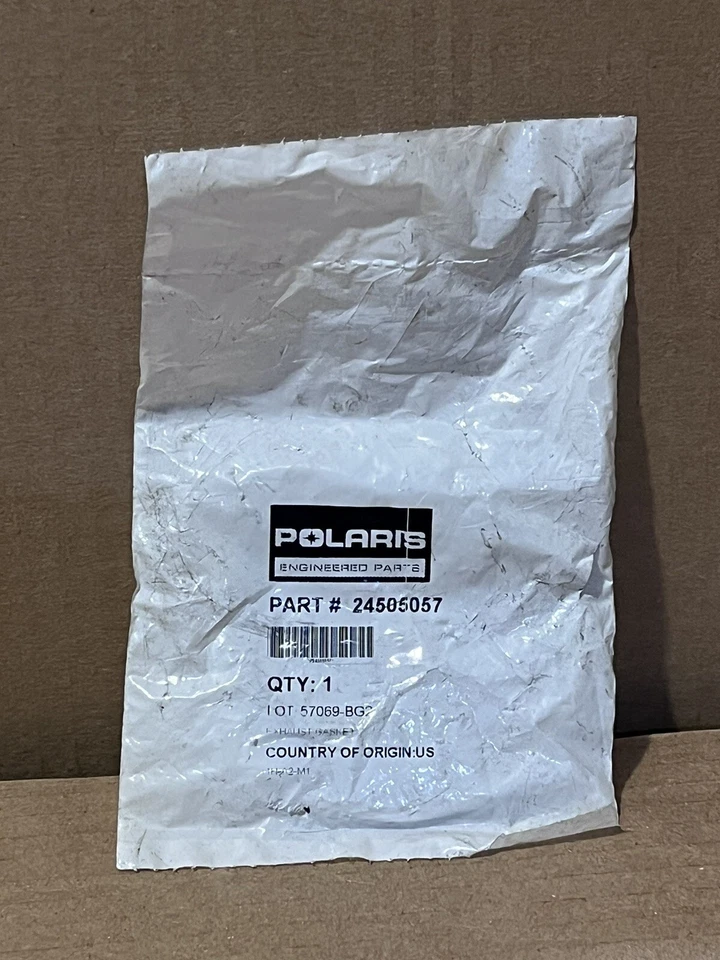 POLARIS
ENGINEERED PARTS
PART # 24505057
QTY: 1
LOT 57069-BG2
EXHAUST GASKET
COUNTRY OF ORIGIN:US